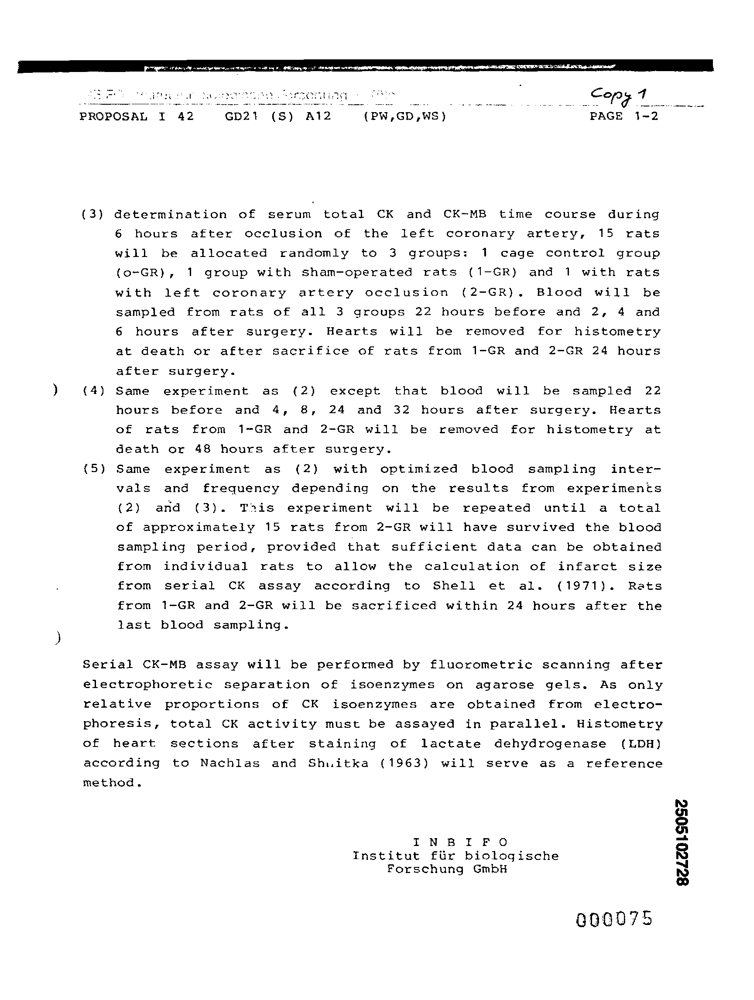 Copy 1
PROPOSAL I 42 GD21 (S) A12 (PW,GD,WS) PAGE 1-2
(3) determination of serum total CK and CK-MB time course during
6 hours after occlusion of the left coronary artery, 15 rats
will be allocated randomly to 3 groups: 1 cage control group
(o-GR), 1 group with sham-operated rats (1-GR) and 1 with rats
with left coronary artery occlusion (2-GR). Blood will be
sampled from rats of all 3 groups 22 hours before and 2, 4 and
6 hours after surgery. Hearts will be removed for histometry
at death or after sacrifice of rats from 1-GR and 2-GR 24 hours
after surgery.
) (4) Same experiment as (2) except that blood will be sampled 22
hours before and 4, 8, 24 and 32 hours after surgery. Hearts
of rats from 1-GR and 2-GR will be removed for histometry at
death or 48 hours after surgery.
(5) Same experiment as (2) with optimized blood sampling inter-
vals and frequency depending on the results from experiments
(2) and (3). This experiment will be repeated until a total
of approximately 15 rats from 2-GR will have survived the blood
sampling period, provided that sufficient data can be obtained
from individual rats to allow the calculation of infarct size
from serial CK assay according to Shell et al. (1971). Rats
from 1-GR and 2-GR will be sacrificed within 24 hours after the
last blood sampling.
)
Serial CK-MB assay will be performed by fluorometric scanning after
electrophoretic separation of isoenzymes on agarose gels. As only
relative proportions of CK isoenzymes are obtained from electro-
phoresis, total CK activity must be assayed in parallel. Histometry
of heart sections after staining of lactate dehydrogenase (LDH)
according to Nachlas and (1963) will serve as a reference
method.
I N B I F O
Institut für biologische
Forschung GmbH
2505102728
000075